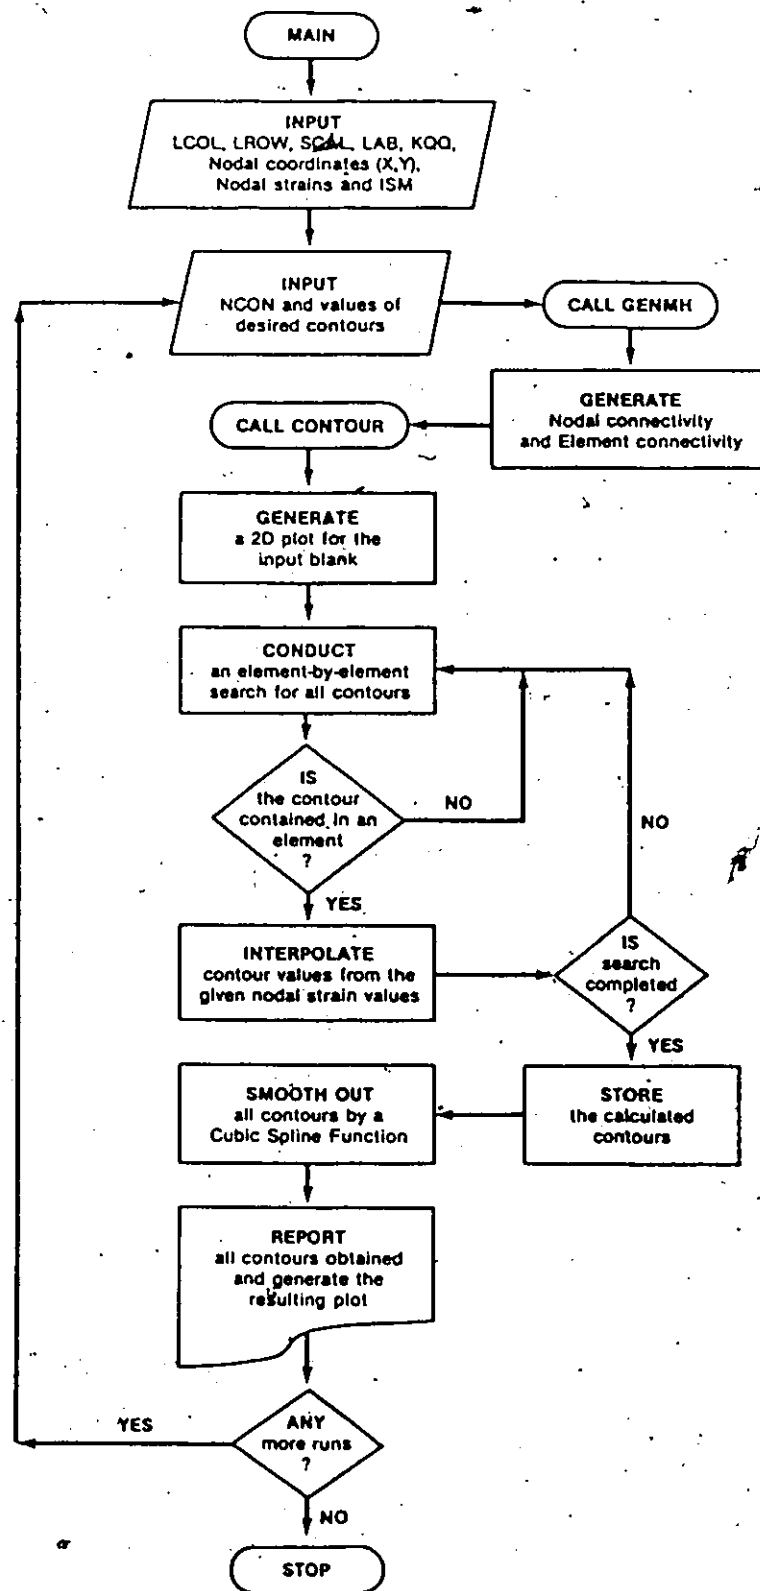 MAIN
INPUT
LCOL, LROW, SCAL, LAB, KQQ,
Nodal coordinates (X,Y),
Nodal strains and ISM
INPUT
NCON and values of
desired contours
CALL GENMH
GENERATE
Nodal connectivity
and Element connectivity
CALL CONTOUR
GENERATE
a 2D plot for the
input blank
CONDUCT
an element-by-element
search for all contours
IS
the contour
contained in an
element
?
NO
YES
NO
INTERPOLATE
contour values from the
given nodal strain values
IS
search
completed
?
YES
STORE
the calculated
contours
SMOOTH OUT
all contours by a
Cubic Spline Function
REPORT
all contours obtained
and generate the
resulting plot
ANY
more runs
?
YES
NO
STOP